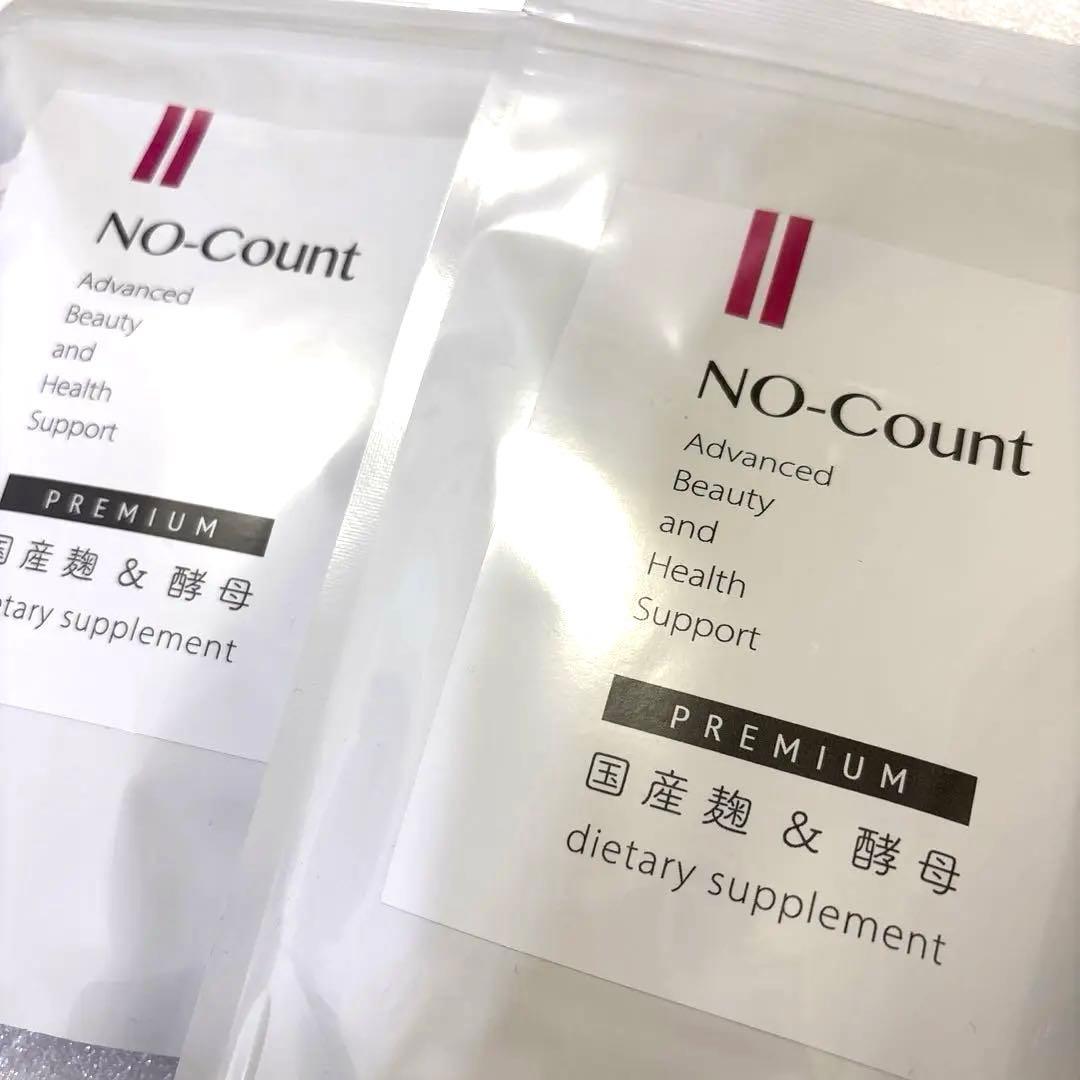 NO-Count
Advanced
Beauty
and
Health
Support
PREMIUM
国産麹 & 酵母
dietary supplement
NO-Count
Advanced
Beauty
and
Health
Support
PREMIUM
国産麹 & 酵母
etary supplement